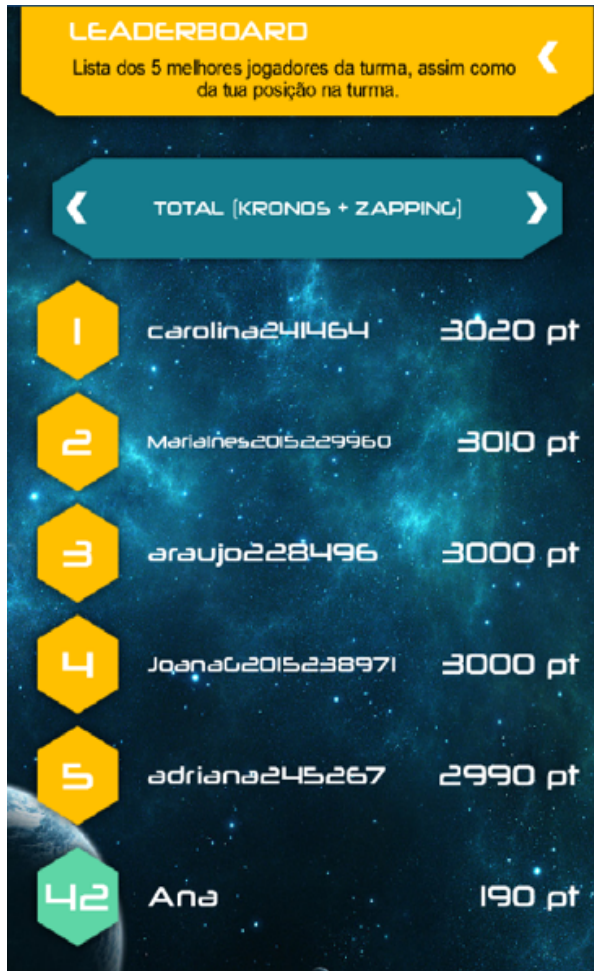 LEADERBOARD
Lista dos 5 melhores jogadores da turma, assim como
da tua posição na turma.
TOTAL (KRONOS + ZAPPING)
1 carolina241464 3020 pt
2 MariaInes2015229960 3010 pt
3 araujo228496 3000 pt
4 JoanaG2015238971 3000 pt
5 adriana245267 2990 pt
42 Ana 190 pt